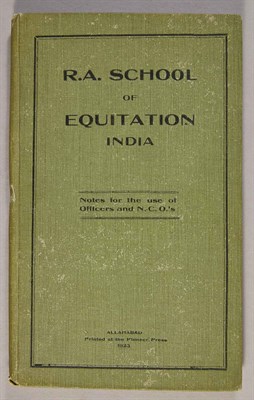 R.A. SCHOOL
OF
EQUITATION
INDIA
Notes for the use of
Officers and N.C.O.'s
ALLAHABAD
Printed at the Pioneer Press